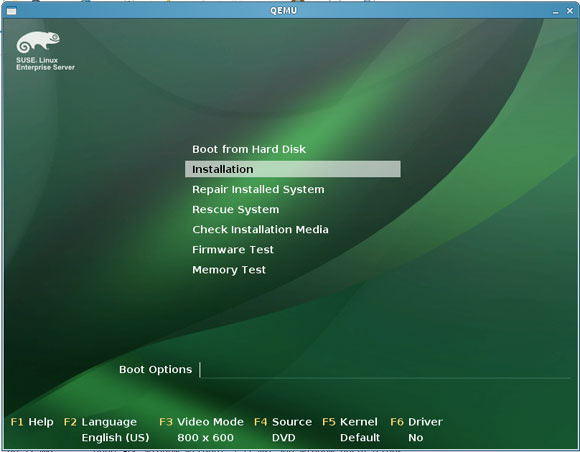 QEMU
SUSE. Linux
Enterprise Server
Boot from Hard Disk
Installation
Repair Installed System
Rescue System
Check Installation Media
Firmware Test
Memory Test
Boot Options
F1 Help F2 Language F3 Video Mode F4 Source F5 Kernel F6 Driver
English (US) 800 x 600 DVD Default No